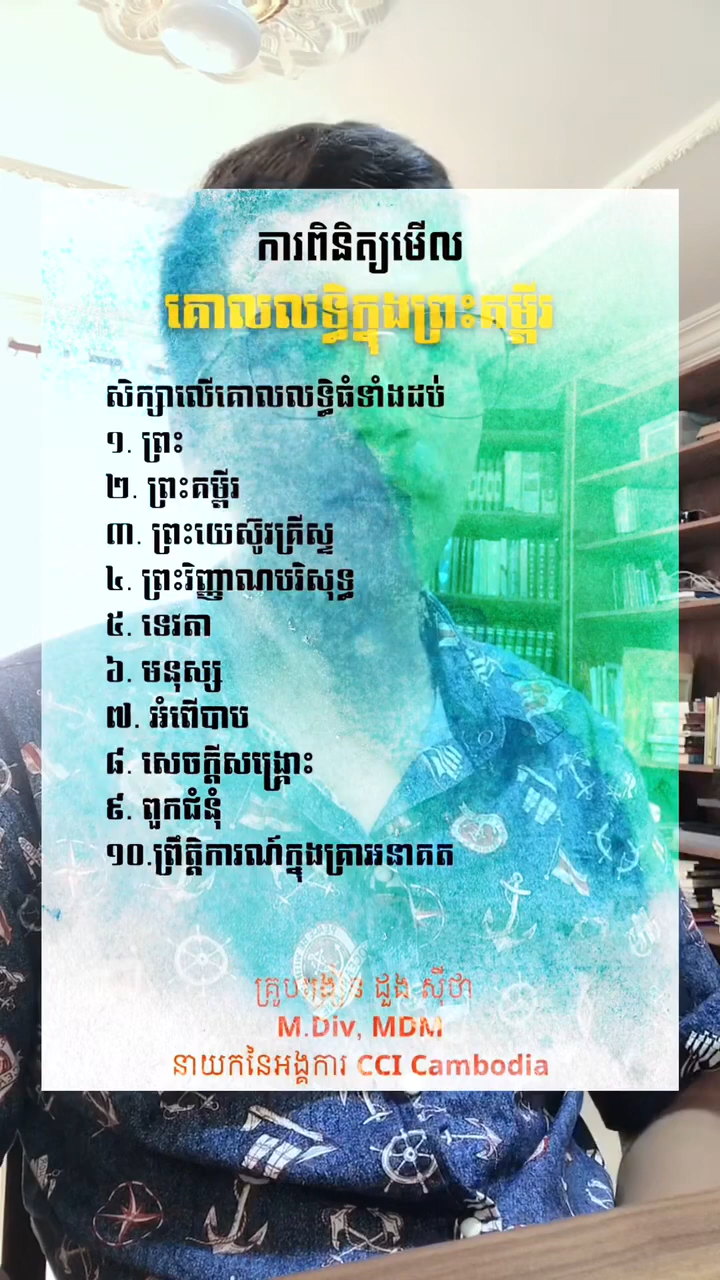 ការពិនិត្យមើល
គោលលទ្ធិក្នុងព្រះគម្ពីរ
សិក្សាលើគោលលទ្ធិធំទាំងដប់
១. ព្រះ
២. ព្រះគម្ពីរ
៣. ព្រះយេស៊ូវគ្រីស្ទ
៤. ព្រះវិញ្ញាណបរិសុទ្ធ
៥. ទេវតា
៦. មនុស្ស
៧. អំពើបាប
៨. សេចក្ដីសង្គ្រោះ
៩. ពួកជំនុំ
១០.ព្រឹត្តិការណ៍ក្នុងគ្រាអនាគត
គ្រូបង្រៀន ដួង ស៊ីថា
M.Div, MDM
នាយកនៃអង្គការ CCI Cambodia